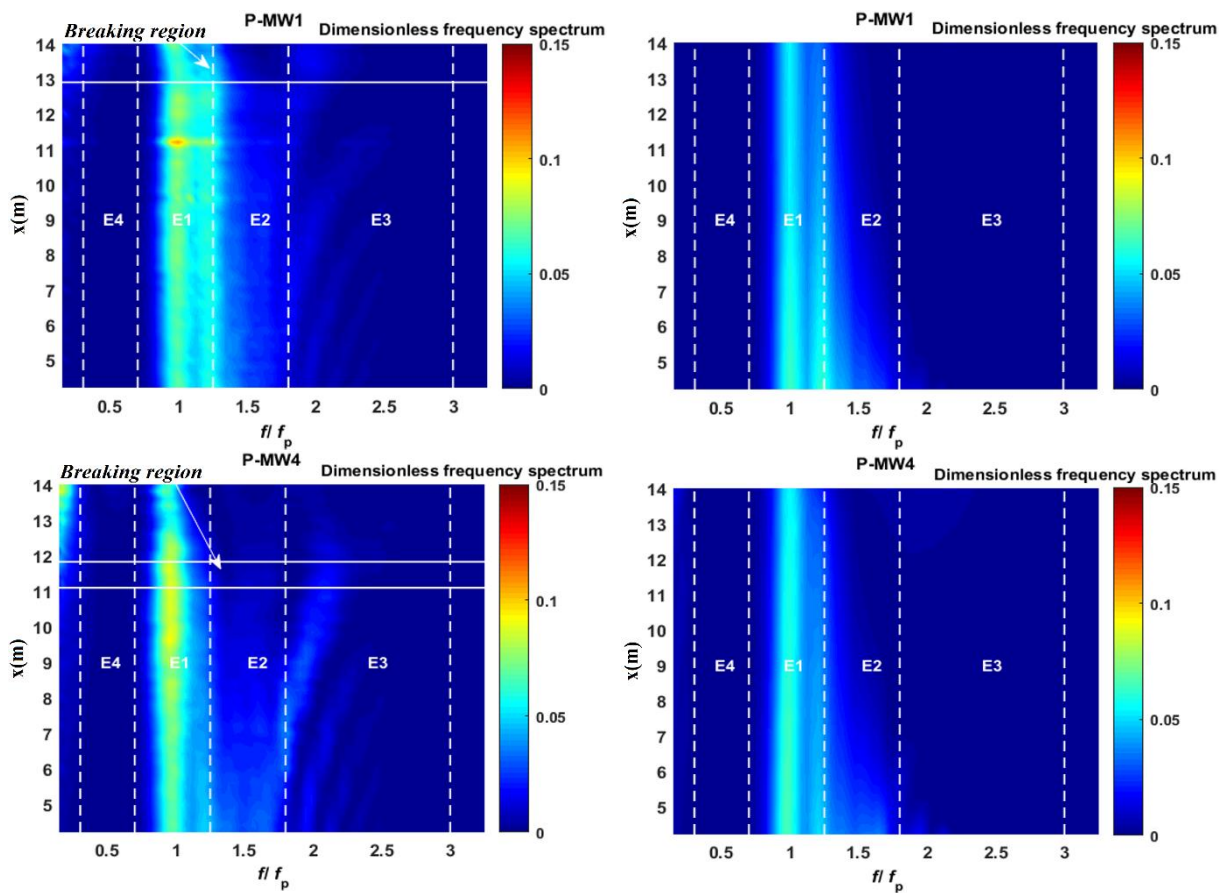 P-MW1
Breaking region
Dimensionless frequency spectrum
14
13
12
11
10
9
8
7
6
5
x(m)
E4
E1
E2
E3
0.5
1
1.5
2
2.5
3
f/ fp
0.15
0.1
0.05
0
P-MW1
Dimensionless frequency spectrum
14
13
12
11
10
9
8
7
6
5
x(m)
E4
E1
E2
E3
0.5
1
1.5
2
2.5
3
f/ fp
0.15
0.1
0.05
0
P-MW4
Breaking region
Dimensionless frequency spectrum
14
13
12
11
10
9
8
7
6
5
x(m)
E4
E1
E2
E3
0.5
1
1.5
2
2.5
3
f/ fp
0.15
0.1
0.05
0
P-MW4
Dimensionless frequency spectrum
14
13
12
11
10
9
8
7
6
5
x(m)
E4
E1
E2
E3
0.5
1
1.5
2
2.5
3
f/ fp
0.15
0.1
0.05
0